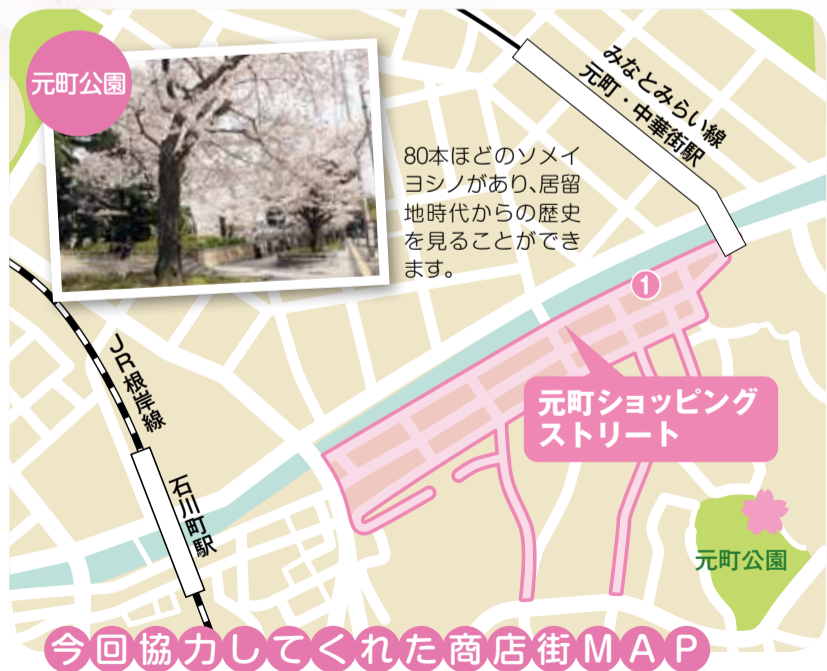 元町公園
80本ほどのソメイ
ヨシノがあり、居留
地時代からの歴史
を見ることができ
ます。
みなとみらい線
元町・中華街駅
1
JR根岸線
石川町駅
元町ショッピング
ストリート
元町公園
今回協力してくれた商店街MAP